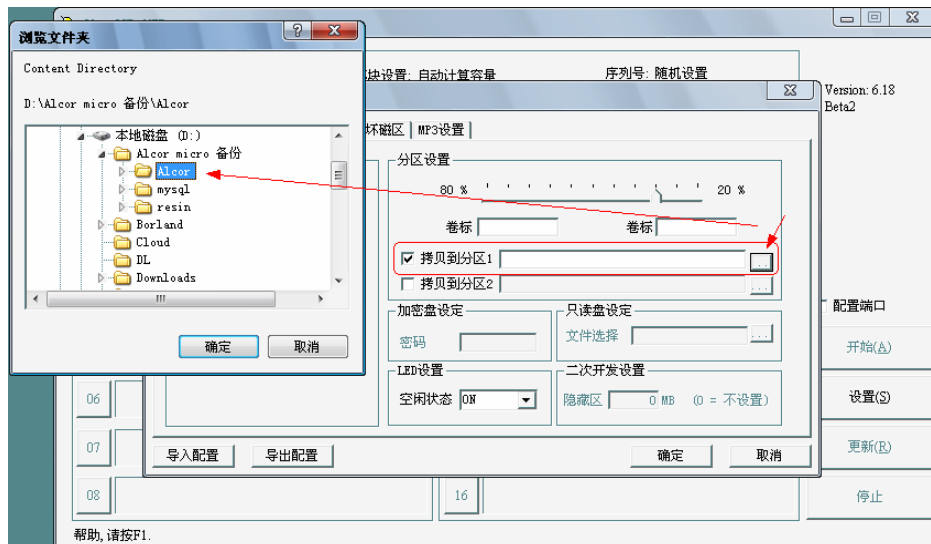 浏览文件夹
Content Directory
D:\Alcor micro 备份\Alcor
本地磁盘 (D:)
Alcor micro 备份
Alcor
mysql
resin
Borland
Cloud
DL
Downloads
确定
取消
块设置: 自动计算容量
序列号: 随机设置
Version: 6.18
Beta2
坏磁区
MP3设置
分区设置
80 %
20 %
卷标
卷标
拷贝到分区1
...
拷贝到分区2
...
加密盘设定
密码
只读盘设定
文件选择
...
LED设置
空闲状态 ON
二次开发设置
隐藏区 0 MB (0 = 不设置)
导入配置
导出配置
确定
取消
配置端口
开始(A)
设置(S)
更新(R)
停止
06
07
08
16
帮助, 请按F1.